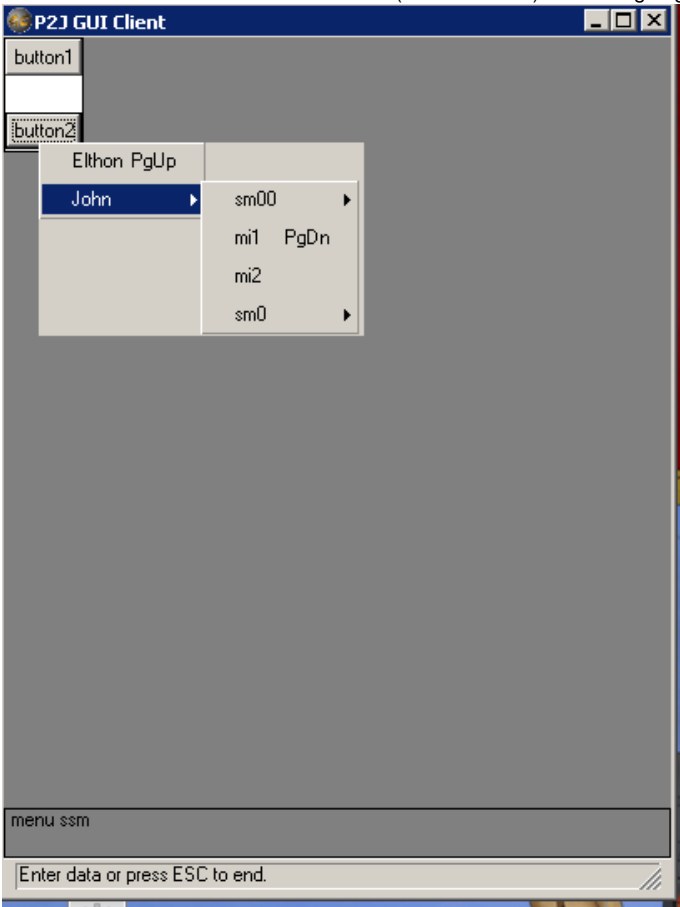 P2J GUI Client
button1
button2
Elthon PgUp
John
sm00
mi1 PgDn
mi2
sm0
menu ssm
Enter data or press ESC to end.